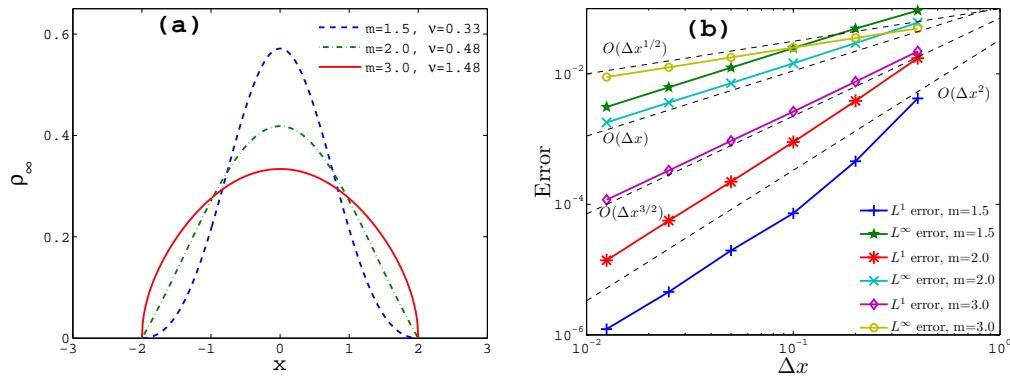 (a)
m=1.5, ν=0.33
m=2.0, ν=0.48
m=3.0, ν=1.48
0.6
0.4
0.2
0
ρ∞
−3
−2
−1
0
1
2
3
x
(b)
O(Δx^{1/2})
O(Δx^2)
O(Δx)
O(Δx^{3/2})
L^1 error, m=1.5
L^∞ error, m=1.5
L^1 error, m=2.0
L^∞ error, m=2.0
L^1 error, m=3.0
L^∞ error, m=3.0
10^{−2}
10^{−4}
10^{−6}
Error
10^{−2}
10^{−1}
10^0
Δx